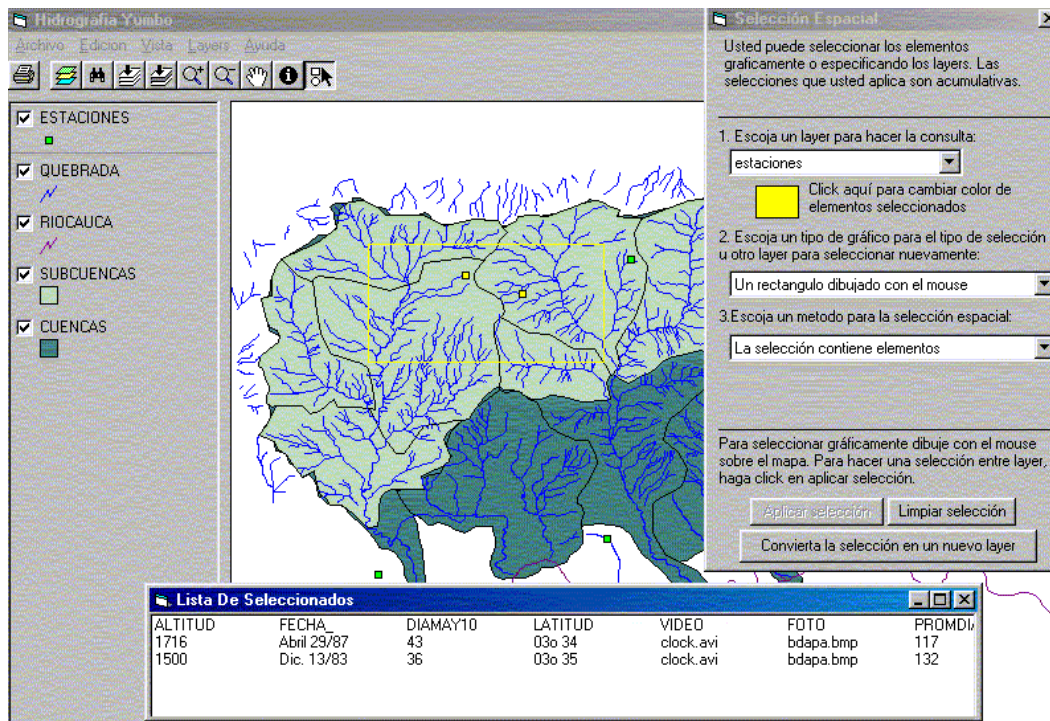 Hidrografia Yumbo
Archivo Edicion Vista Layers Ayuda
ESTACIONES
QUEBRADA
RIOCAUCA
SUBCUENCAS
CUENCAS
Selección Espacial
Usted puede seleccionar los elementos
graficamente o especificando los layers. Las
selecciones que usted aplica son acumulativas.
1. Escoja un layer para hacer la consulta:
estaciones
Click aquí para cambiar color de
elementos seleccionados
2. Escoja un tipo de gráfico para el tipo de selección
u otro layer para seleccionar nuevamente:
Un rectangulo dibujado con el mouse
3.Escoja un metodo para la selección espacial:
La selección contiene elementos
Para seleccionar gráficamente dibuje con el mouse
sobre el mapa. Para hacer una selección entre layer,
haga click en aplicar selección.
Aplicar selección Limpiar selección
Convierta la selección en un nuevo layer
Lista De Seleccionados
ALTITUD FECHA_ DIAMAY10 LATITUD VIDEO FOTO PROMDI
1716 Abril 29/87 43 03o 34 clock.avi bdapa.bmp 117
1500 Dic. 13/83 36 03o 35 clock.avi bdapa.bmp 132